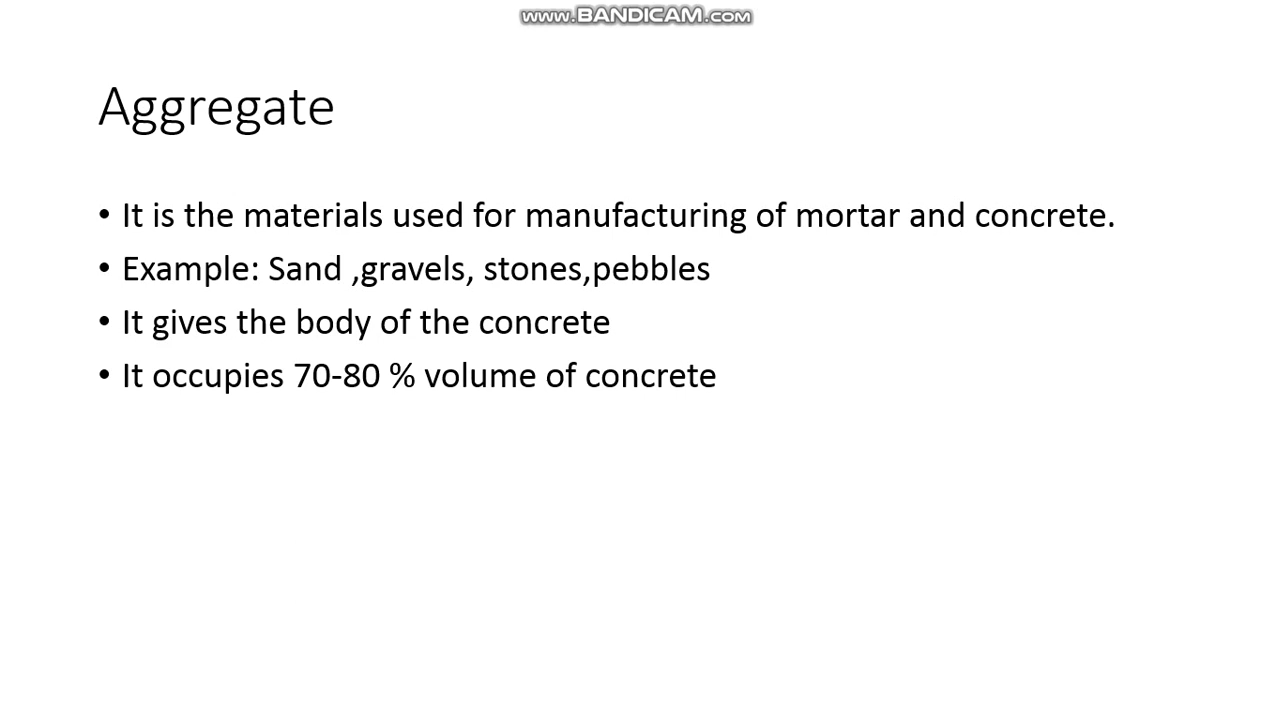 www.BANDICAM.com
Aggregate
• It is the materials used for manufacturing of mortar and concrete.
• Example: Sand ,gravels, stones,pebbles
• It gives the body of the concrete
• It occupies 70-80 % volume of concrete